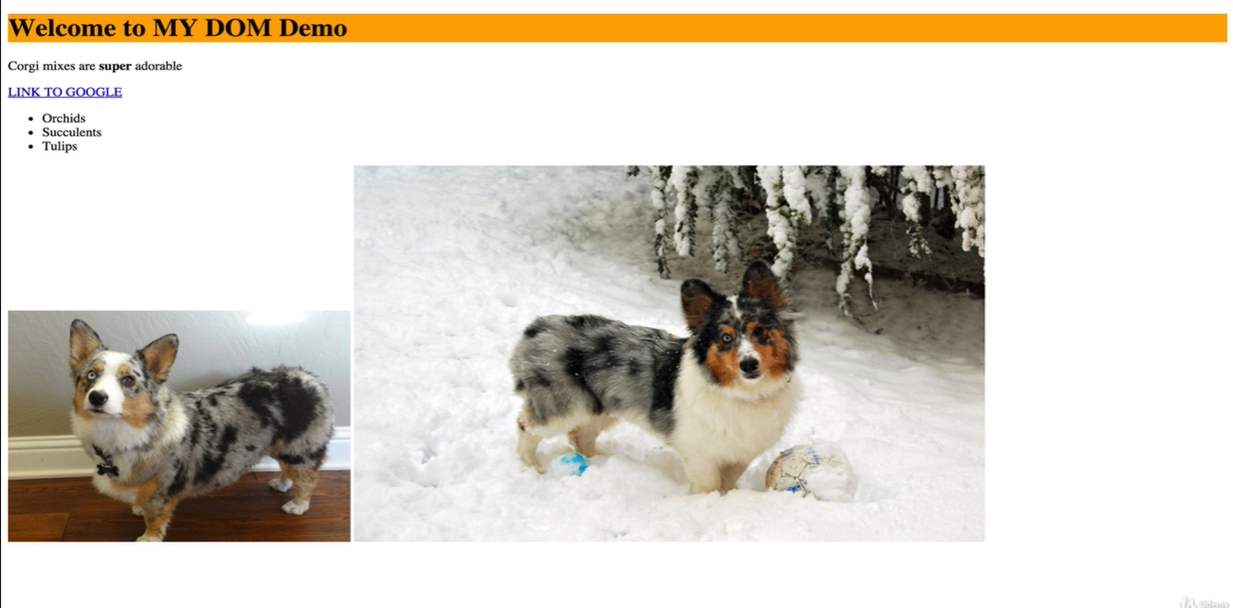 Welcome to MY DOM Demo
Corgi mixes are super adorable
LINK TO GOOGLE
Orchids
Succulents
Tulips